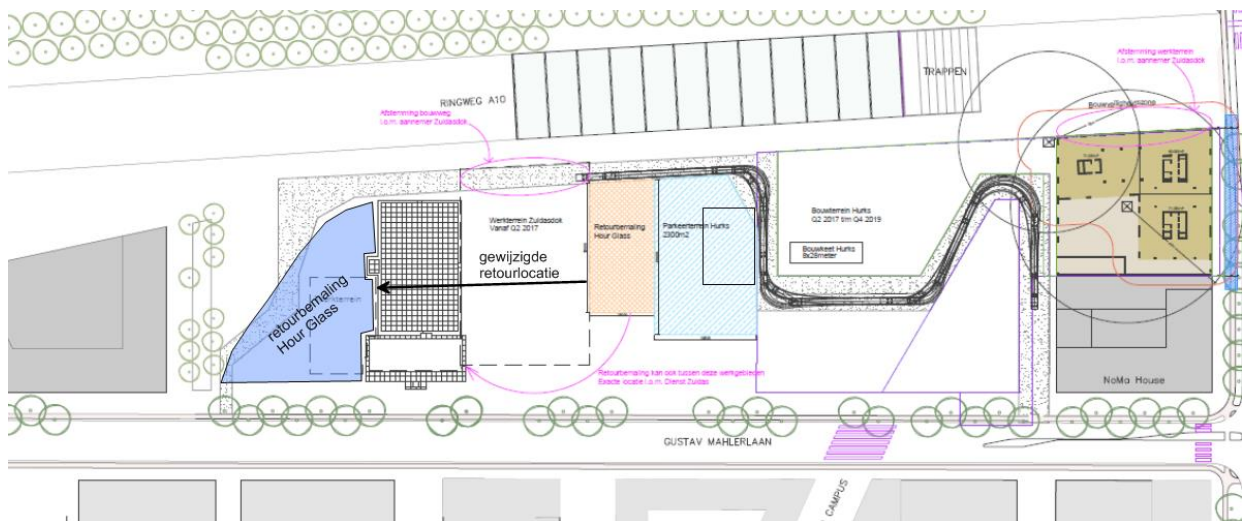 Afstemming werkterrein
i.o.m. aannemer Zuidasdok
TRAPPEN
RINGWEG A10
Afstemming bouwweg
i.o.m. aannemer Zuidasdok
Bouwveiligheidszone
Werkterrein Zuidasdok
Vanaf Q2 2017
Retourbemaling
Hour Glass
Parkeerterrein Hurks
2300m2
Bouwterrein Hurks
Q2 2017 t/m Q4 2019
Bouwkeet Hurks
8x28meter
gewijzigde
retourlocatie
retourbemaling
Hour Glass
Retourbemaling kan ook tussen deze werkgebieden
Exacte locatie i.o.m. Dienst Zuidas
NoMa House
GUSTAV MAHLERLAAN
CAMPUS